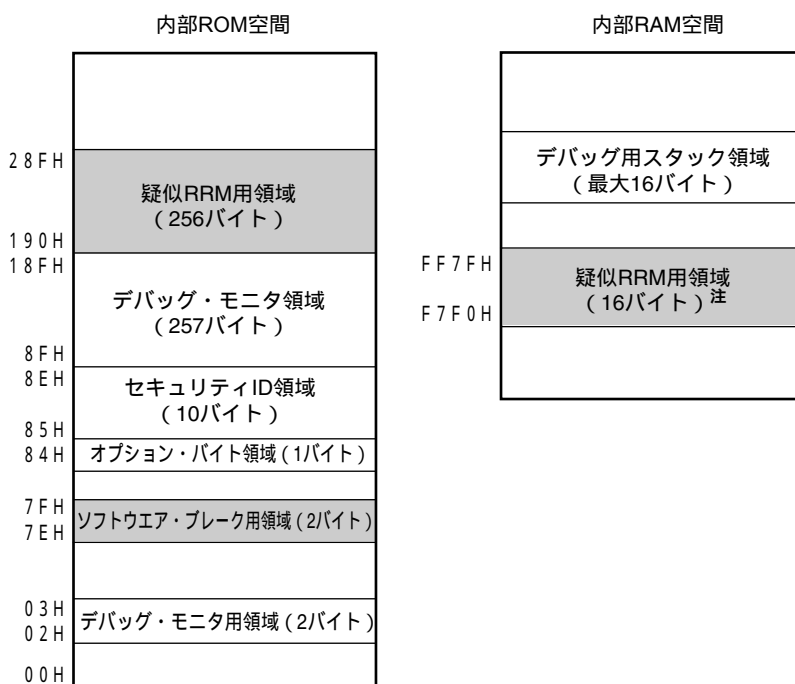 内部ROM空間
28FH
疑似RRM用領域
(256バイト)
190H
18FH
デバッグ・モニタ領域
(257バイト)
8FH
8EH
セキュリティID領域
(10バイト)
85H
84H
オプション・バイト領域(1バイト)
7FH
ソフトウエア・ブレーク用領域(2バイト)
7EH
03H
デバッグ・モニタ用領域(2バイト)
02H
00H
内部RAM空間
デバッグ用スタック領域
(最大16バイト)
FF7FH
疑似RRM用領域
(16バイト)注
F7F0H